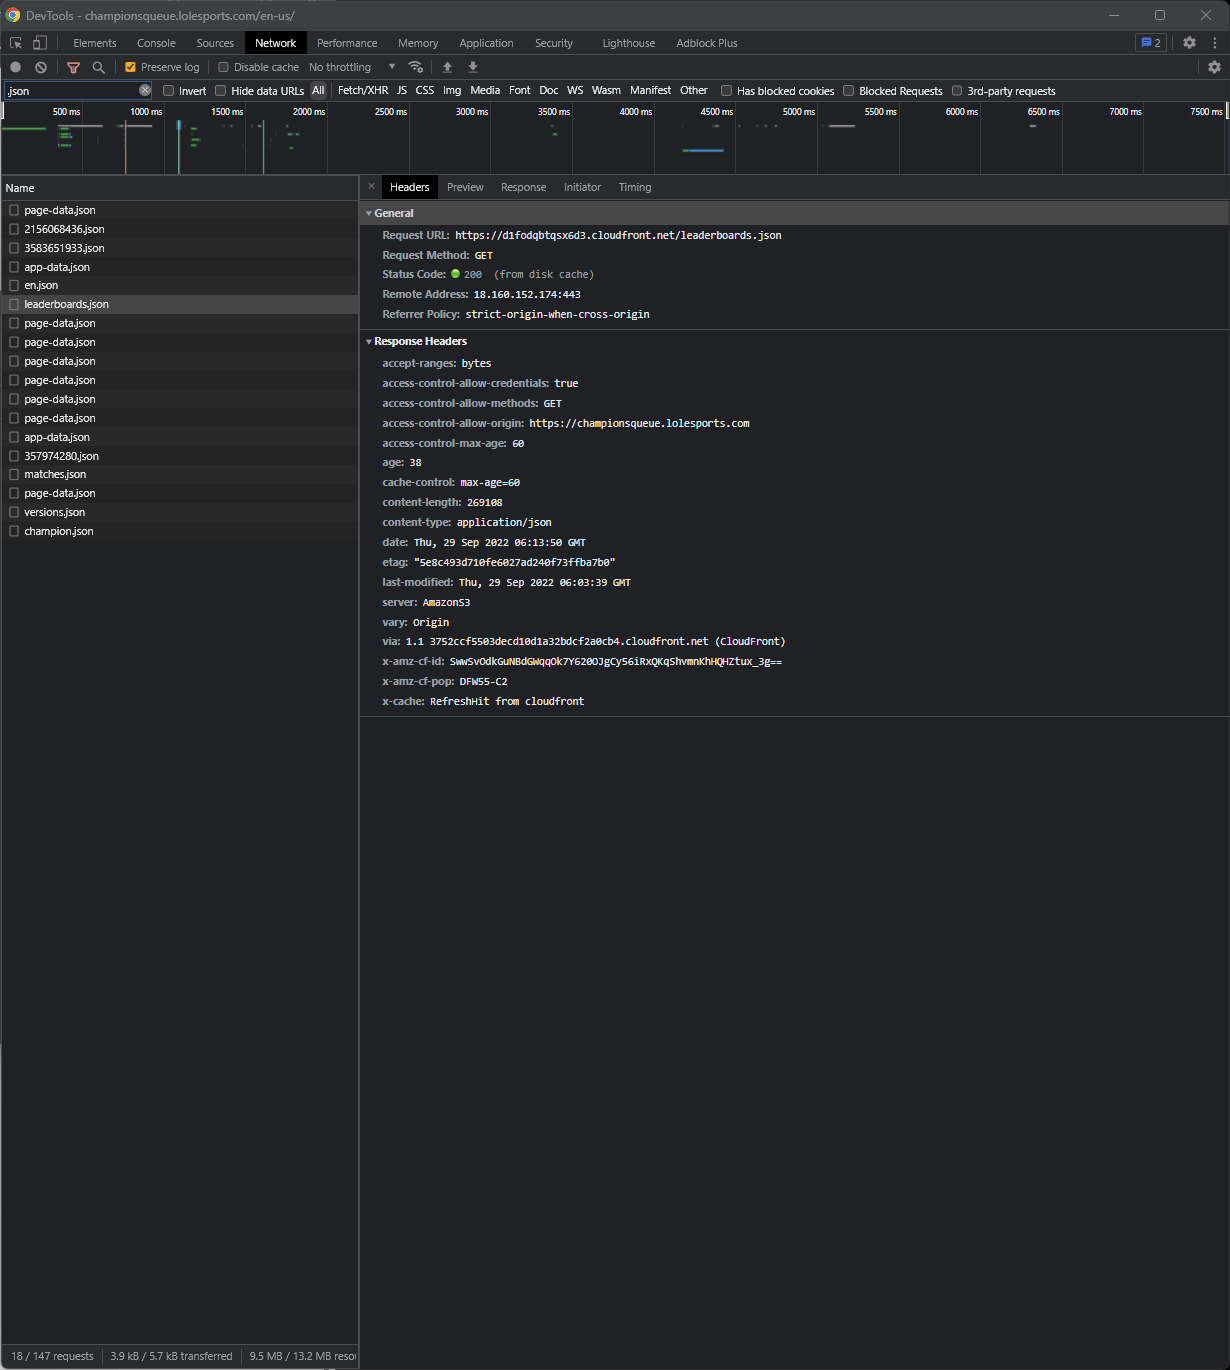 DevTools - championsqueue.lolesports.com/en-us/
Elements Console Sources Network Performance Memory Application Security Lighthouse Adblock Plus 2
Preserve log Disable cache No throttling
.json Invert Hide data URLs All Fetch/XHR JS CSS Img Media Font Doc WS Wasm Manifest Other Has blocked cookies Blocked Requests 3rd-party requests
500 ms 1000 ms 1500 ms 2000 ms 2500 ms 3000 ms 3500 ms 4000 ms 4500 ms 5000 ms 5500 ms 6000 ms 6500 ms 7000 ms 7500 ms
Name
page-data.json
2156068436.json
3583651933.json
app-data.json
en.json
leaderboards.json
page-data.json
page-data.json
page-data.json
page-data.json
page-data.json
page-data.json
app-data.json
357974280.json
matches.json
page-data.json
versions.json
champion.json
× Headers Preview Response Initiator Timing
General
Request URL: https://d1fodqbtqsx6d3.cloudfront.net/leaderboards.json
Request Method: GET
Status Code: 200 (from disk cache)
Remote Address: 18.160.152.174:443
Referrer Policy: strict-origin-when-cross-origin
Response Headers
accept-ranges: bytes
access-control-allow-credentials: true
access-control-allow-methods: GET
access-control-allow-origin: https://championsqueue.lolesports.com
access-control-max-age: 60
age: 38
cache-control: max-age=60
content-length: 269108
content-type: application/json
date: Thu, 29 Sep 2022 06:13:50 GMT
etag: "5e8c493d710fe6027ad240f73ffba7b0"
last-modified: Thu, 29 Sep 2022 06:03:39 GMT
server: AmazonS3
vary: Origin
via: 1.1 3752ccf5503decd10d1a32bdcf2a0cb4.cloudfront.net (CloudFront)
x-amz-cf-id: SwwSvOdkGuNBdGWqqOk7Y620OJgCy56iRxQKqShvmnKhHQHZtux_3g==
x-amz-cf-pop: DFW55-C2
x-cache: RefreshHit from cloudfront
18 / 147 requests 3.9 kB / 5.7 kB transferred 9.5 MB / 13.2 MB resou